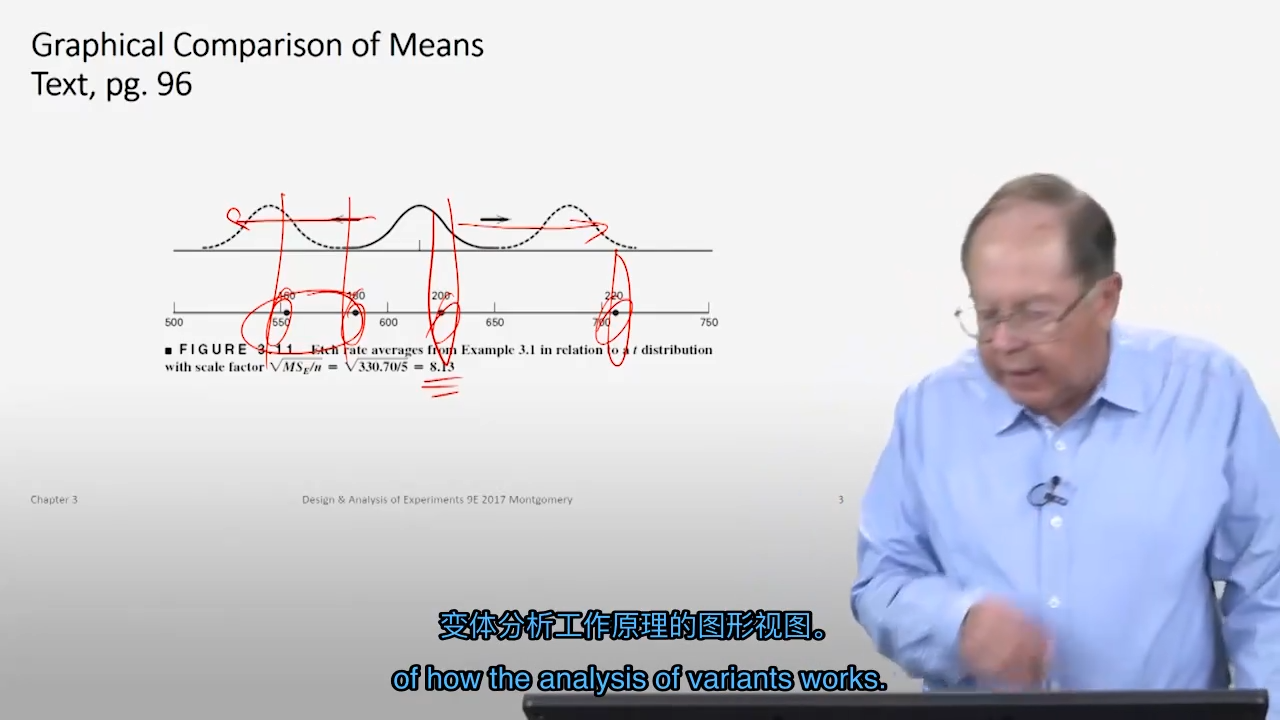 Graphical Comparison of Means
Text, pg. 96
160 180 200 220
500 550 600 650 700 750
■ FIGURE 3.11 Etch rate averages from Example 3.1 in relation to a t distribution
with scale factor √MSE/n = √330.70/5 = 8.13
Chapter 3
Design & Analysis of Experiments 9E 2017 Montgomery
3
变体分析工作原理的图形视图。
of how the analysis of variants works.